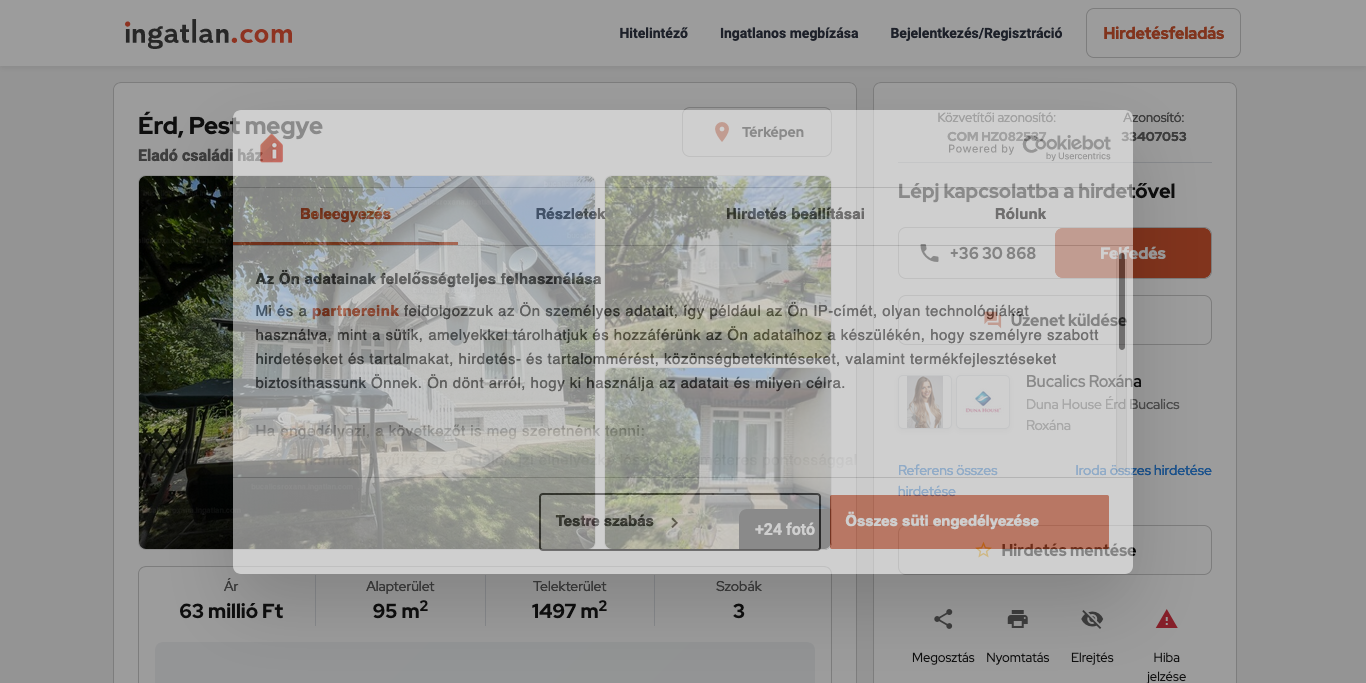 ingatlan.com
Hitelintéző
Ingatlanos megbízása
Bejelentkezés/Regisztráció
Hirdetésfeladás
Érd, Pest megye
Eladó családi ház
Térképen
Közvetítői azonosító:
COM HZ082527
Azonosító:
33407053
Powered by Cookiebot
by Usercentrics
Lépj kapcsolatba a hirdetővel
Beleegyezés
Részletek
Hirdetés beállításai
Rólunk
+36 30 868
Felfedés
Az Ön adatainak felelősségteljes felhasználása
Mi és a partnereink feldolgozzuk az Ön személyes adatait, így például az Ön IP-címét, olyan technológiákat
használva, mint a sütik, amelyekkel tárolhatjuk és hozzáférünk az Ön adataihoz a készülékén, hogy személyre szabott
hirdetéseket és tartalmakat, hirdetés- és tartalommérést, közönségbetekintéseket, valamint termékfejlesztéseket
biztosíthassunk Önnek. Ön dönt arról, hogy ki használja az adatait és milyen célra.
Üzenet küldése
Bucalics Roxána
Duna House Érd Bucalics
Roxána
Ha engedélyezi, a következőt is meg szeretnénk tenni:
Referens összes
hirdetése
Iroda összes hirdetése
Testre szabás
+24 fotó
Összes süti engedélyezése
Hirdetés mentése
Ár
63 millió Ft
Alapterület
95 m²
Telekterület
1497 m²
Szobák
3
Megosztás
Nyomtatás
Elrejtés
Hiba
jelzése